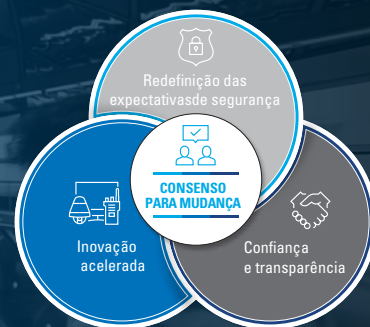 Redefinição das
expectativasde segurança
CONSENSO
PARA MUDANÇA
Inovação
acelerada
Confiança
e transparência